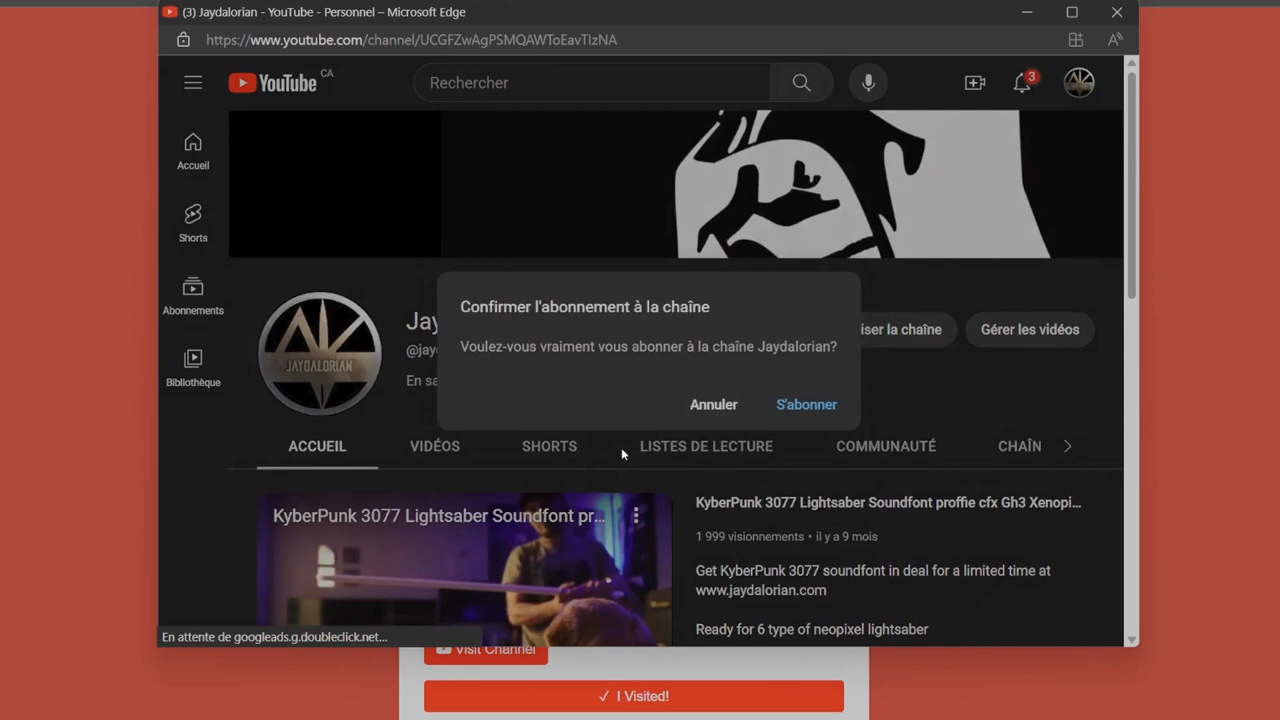 (3) Jaydalorian - YouTube - Personnel – Microsoft Edge
https://www.youtube.com/channel/UCGFZwAgPSMQAWToEavTIzNA
YouTube CA
Rechercher
3
Accueil
Shorts
Abonnements
Bibliothèque
JAYDALORIAN
Jay
@jay
En sa
iser la chaîne
Gérer les vidéos
Confirmer l'abonnement à la chaîne
Voulez-vous vraiment vous abonner à la chaîne Jaydalorian?
Annuler
S'abonner
ACCUEIL
VIDÉOS
SHORTS
LISTES DE LECTURE
COMMUNAUTÉ
CHAÎN
KyberPunk 3077 Lightsaber Soundfont pr...
KyberPunk 3077 Lightsaber Soundfont proffie cfx Gh3 Xenopi...
1 999 visionnements • il y a 9 mois
Get KyberPunk 3077 soundfont in deal for a limited time at
www.jaydalorian.com
Ready for 6 type of neopixel lightsaber
En attente de googleads.g.doubleclick.net...
Visit Channel
✓ I Visited!